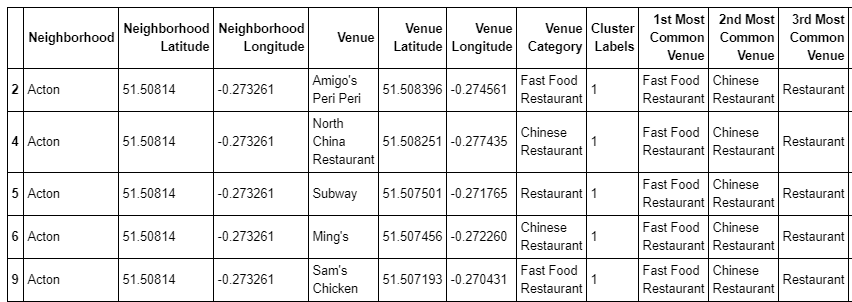 Neighborhood Neighborhood Latitude Neighborhood Longitude Venue Venue Latitude Venue Longitude Venue Category Cluster Labels 1st Most Common Venue 2nd Most Common Venue 3rd Most Common Venue
2 Acton 51.50814 -0.273261 Amigo's Peri Peri 51.508396 -0.274561 Fast Food Restaurant 1 Fast Food Restaurant Chinese Restaurant Restaurant
4 Acton 51.50814 -0.273261 North China Restaurant 51.508251 -0.277435 Chinese Restaurant 1 Fast Food Restaurant Chinese Restaurant Restaurant
5 Acton 51.50814 -0.273261 Subway 51.507501 -0.271765 Restaurant 1 Fast Food Restaurant Chinese Restaurant Restaurant
6 Acton 51.50814 -0.273261 Ming's 51.507456 -0.272260 Chinese Restaurant 1 Fast Food Restaurant Chinese Restaurant Restaurant
9 Acton 51.50814 -0.273261 Sam's Chicken 51.507193 -0.270431 Fast Food Restaurant 1 Fast Food Restaurant Chinese Restaurant Restaurant